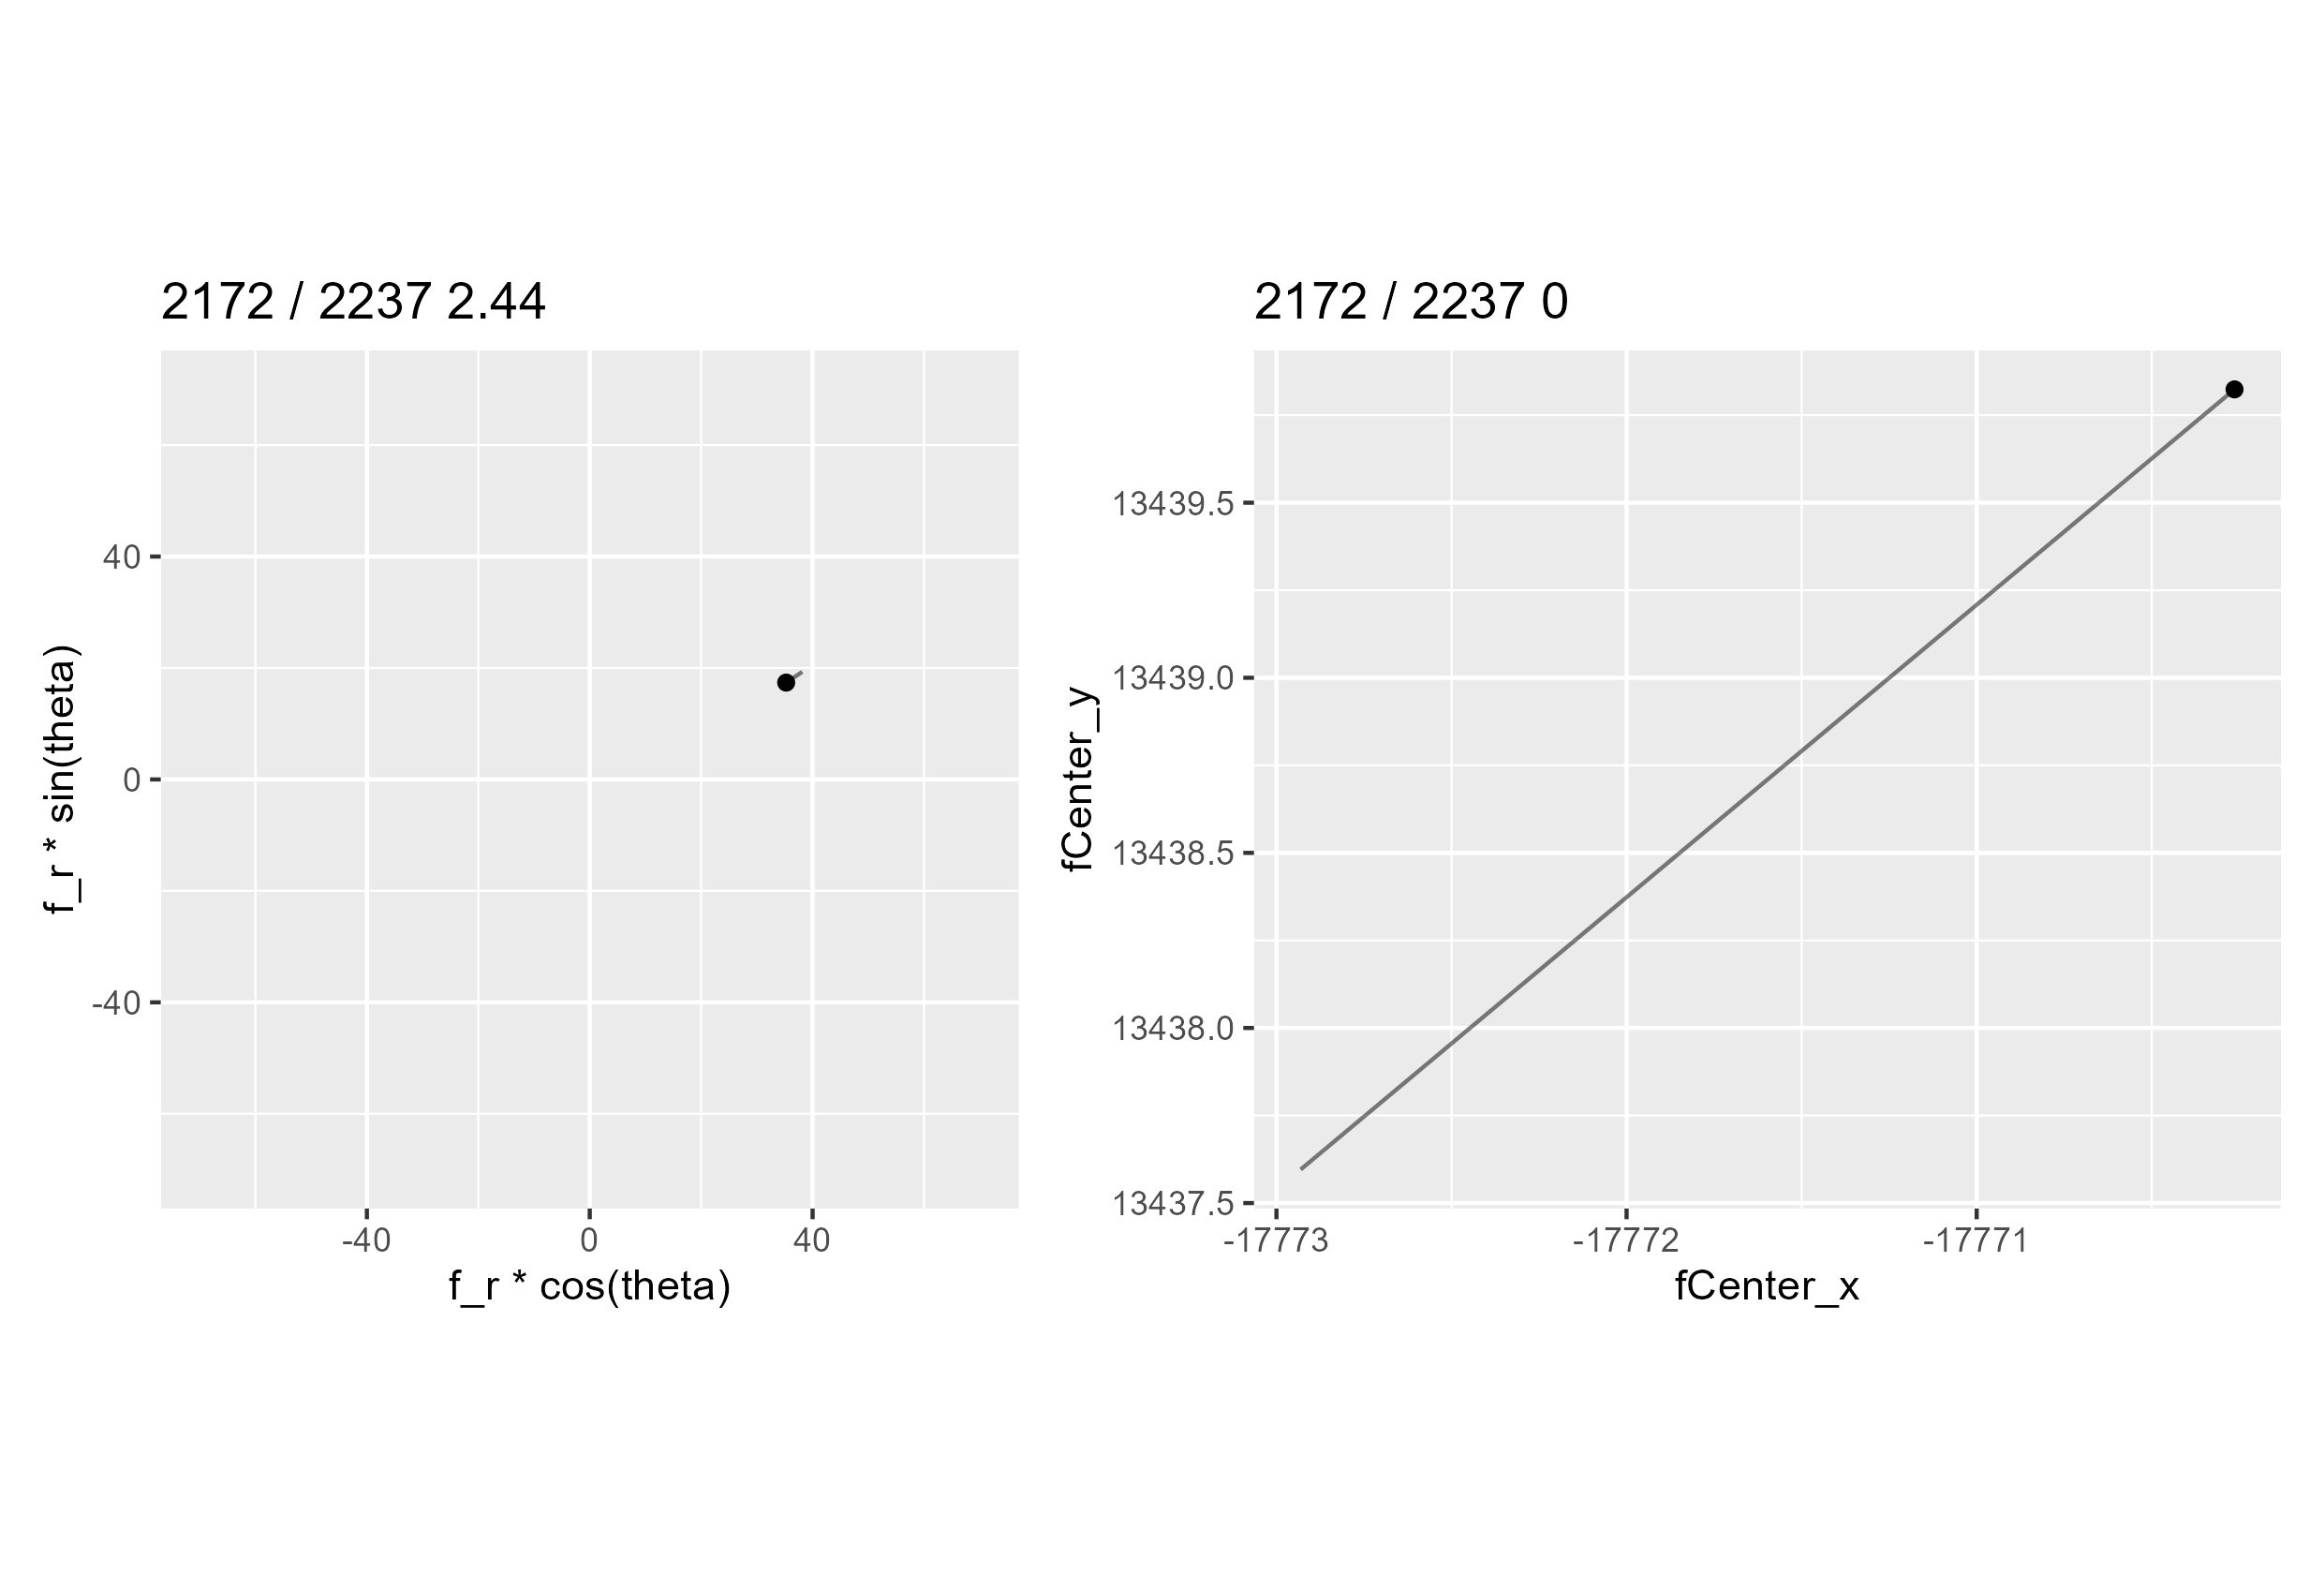 2172 / 2237 2.44
40
0
-40
f_r * sin(theta)
-40
0
40
f_r * cos(theta)
2172 / 2237 0
13439.5
13439.0
13438.5
13438.0
13437.5
fCenter_y
-17773
-17772
-17771
fCenter_x